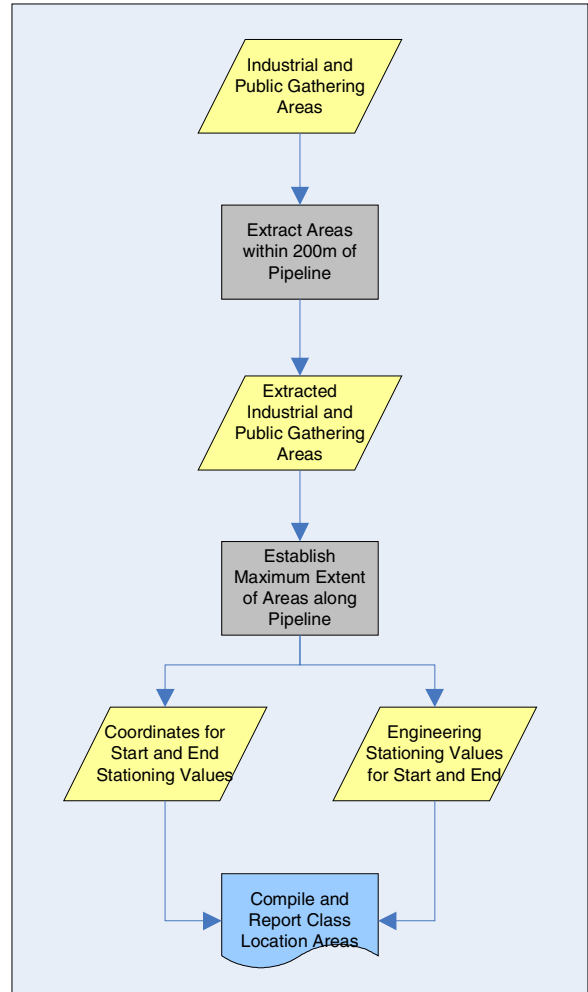 Industrial and
Public Gathering
Areas
Extract Areas
within 200m of
Pipeline
Extracted
Industrial and
Public Gathering
Areas
Establish
Maximum Extent
of Areas along
Pipeline
Coordinates for
Start and End
Stationing Values
Engineering
Stationing Values
for Start and End
Compile and
Report Class
Location Areas